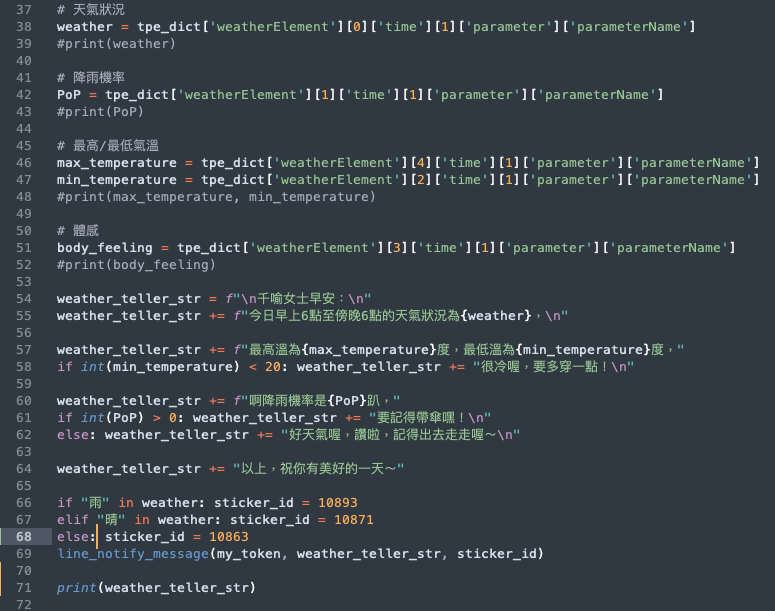 37 # 天氣狀況
38 weather = tpe_dict['weatherElement'][0]['time'][1]['parameter']['parameterName']
39 #print(weather)
40
41 # 降雨機率
42 PoP = tpe_dict['weatherElement'][1]['time'][1]['parameter']['parameterName']
43 #print(PoP)
44
45 # 最高/最低氣溫
46 max_temperature = tpe_dict['weatherElement'][4]['time'][1]['parameter']['parameterName']
47 min_temperature = tpe_dict['weatherElement'][2]['time'][1]['parameter']['parameterName']
48 #print(max_temperature, min_temperature)
49
50 # 體感
51 body_feeling = tpe_dict['weatherElement'][3]['time'][1]['parameter']['parameterName']
52 #print(body_feeling)
53
54 weather_teller_str = f"\n千喻女士早安：\n"
55 weather_teller_str += f"今日早上6點至傍晚6點的天氣狀況為{weather}，\n"
56
57 weather_teller_str += f"最高溫為{max_temperature}度，最低溫為{min_temperature}度，"
58 if int(min_temperature) < 20: weather_teller_str += "很冷喔，要多穿一點！\n"
59
60 weather_teller_str += f"啊降雨機率是{PoP}趴，"
61 if int(PoP) > 0: weather_teller_str += "要記得帶傘嘿！\n"
62 else: weather_teller_str += "好天氣喔，讚啦，記得出去走走喔～\n"
63
64 weather_teller_str += "以上，祝你有美好的一天～"
65
66 if "雨" in weather: sticker_id = 10893
67 elif "晴" in weather: sticker_id = 10871
68 else: sticker_id = 10863
69 line_notify_message(my_token, weather_teller_str, sticker_id)
70
71 print(weather_teller_str)
72